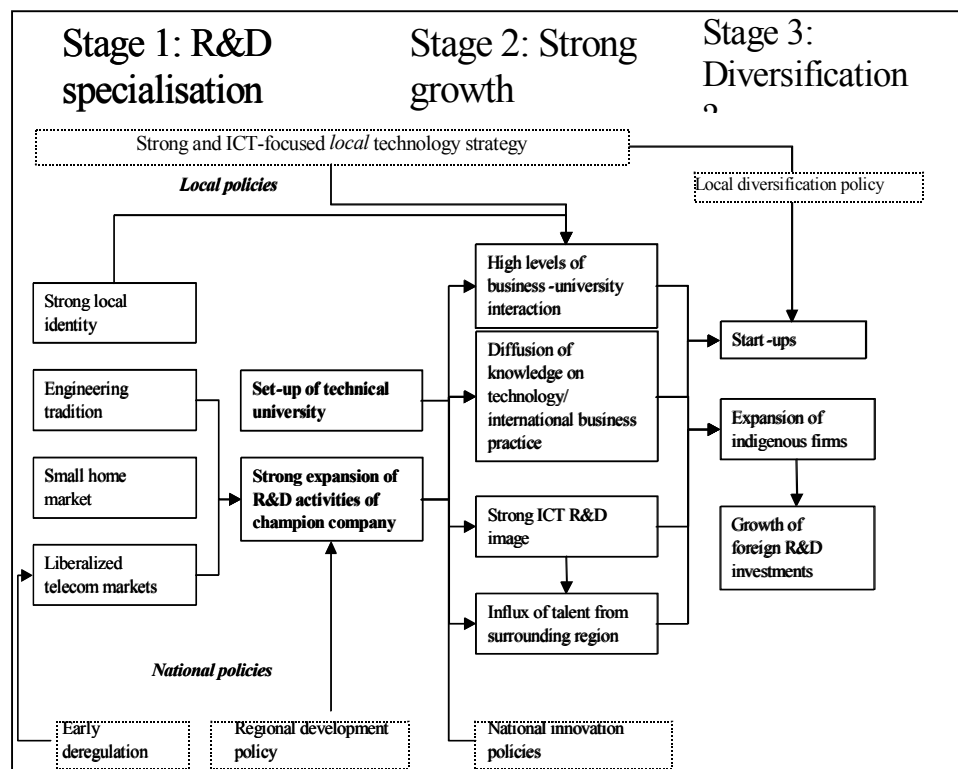 Stage 1: R&D
specialisation
Stage 2: Strong
growth
Stage 3:
Diversification
?
Strong and ICT-focused local technology strategy
Local policies
Local diversification policy
Strong local
identity
Engineering
tradition
Small home
market
Liberalized
telecom markets
Set-up of technical
university
Strong expansion of
R&D activities of
champion company
High levels of
business -university
interaction
Diffusion of
knowledge on
technology/
international business
practice
Strong ICT R&D
image
Influx of talent from
surrounding region
Start -ups
Expansion of
indigenous firms
Growth of
foreign R&D
investments
National policies
Early
deregulation
Regional development
policy
National innovation
policies